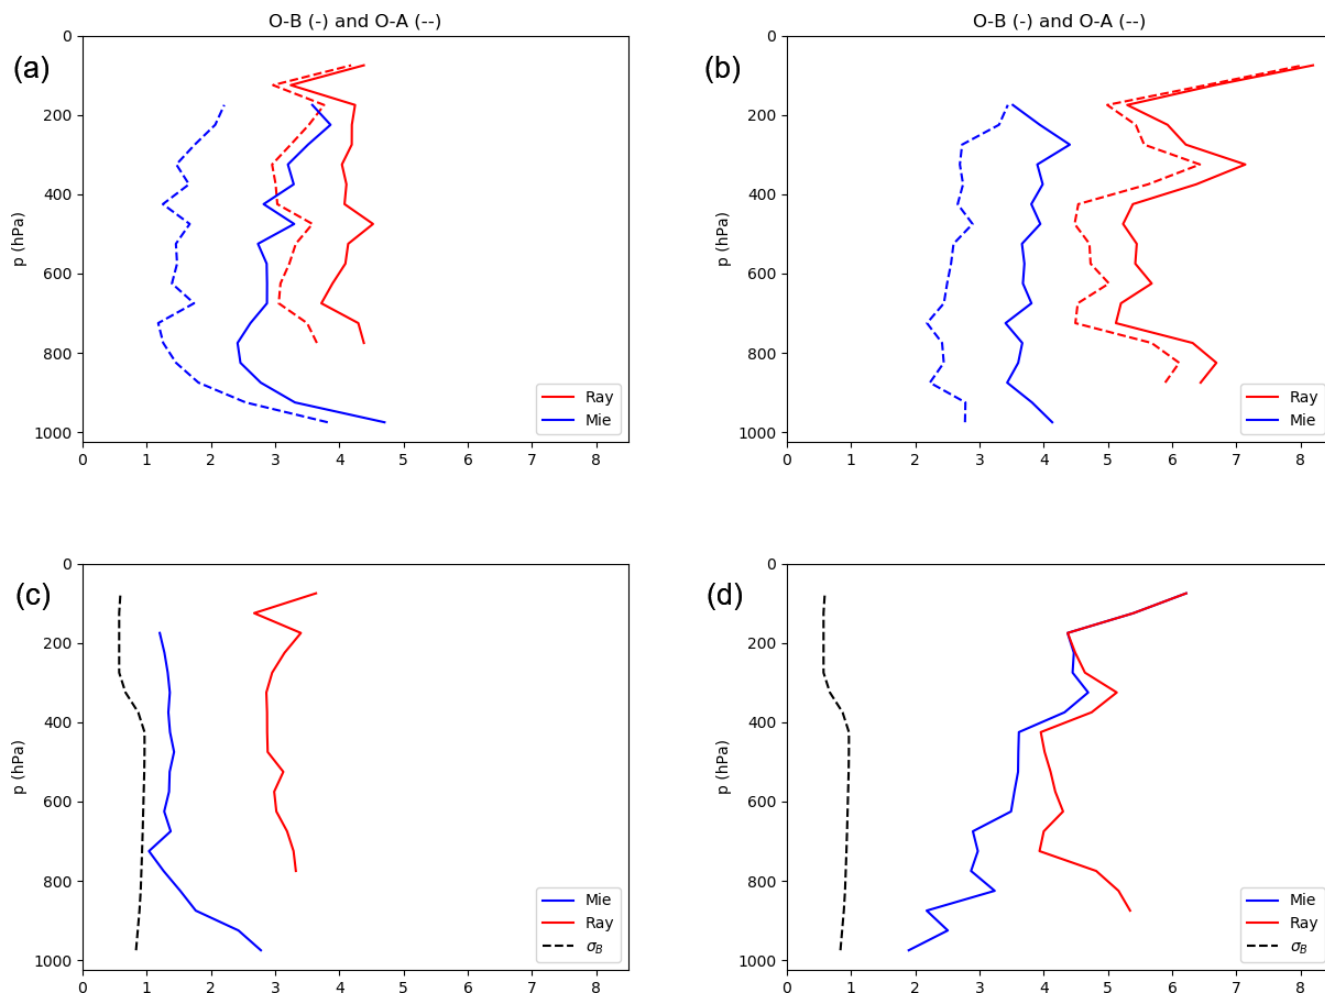 O-B (-) and O-A (--)
(a)
p (hPa)
0
200
400
600
800
1000
0 1 2 3 4 5 6 7 8
Ray
Mie
O-B (-) and O-A (--)
(b)
p (hPa)
0
200
400
600
800
1000
0 1 2 3 4 5 6 7 8
Ray
Mie
(c)
p (hPa)
0
200
400
600
800
1000
0 1 2 3 4 5 6 7 8
Mie
Ray
σ_B
(d)
p (hPa)
0
200
400
600
800
1000
0 1 2 3 4 5 6 7 8
Mie
Ray
σ_B